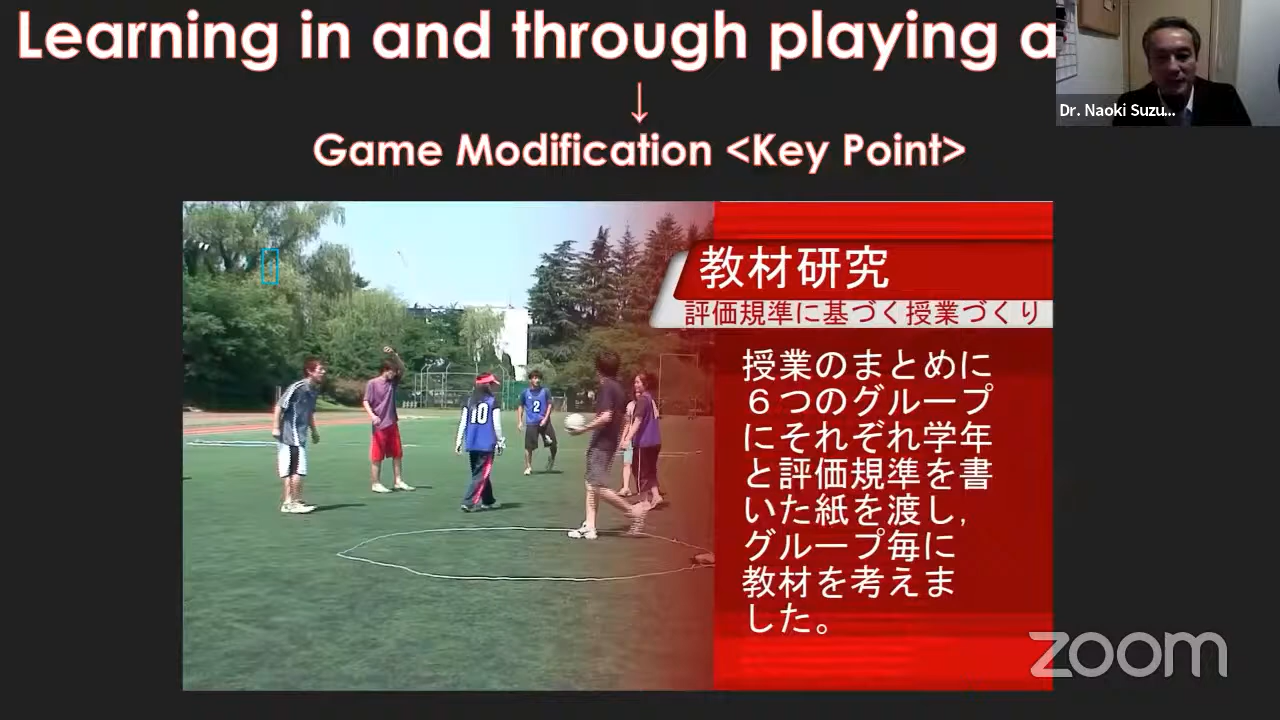 Learning in and through playing a
Dr. Naoki Suzu...
↓
Game Modification <Key Point>
教材研究
評価規準に基づく授業づくり
10
2
授業のまとめに
６つのグループ
にそれぞれ学年
と評価規準を書
いた紙を渡し,
グループ毎に
教材を考えま
した。
zoom